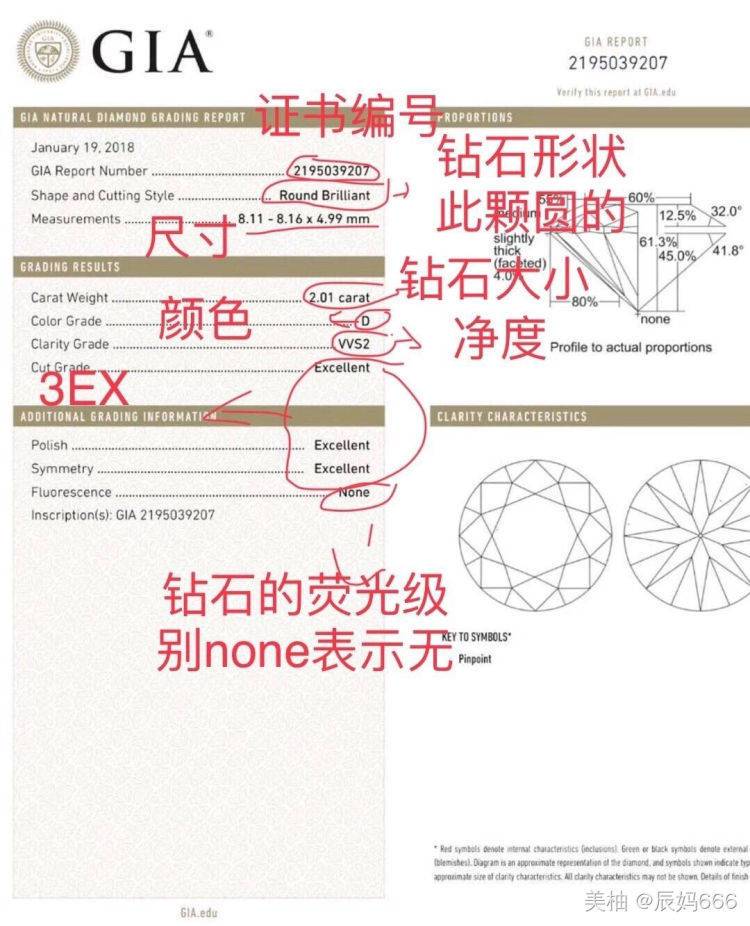 GIA®
GIA REPORT
2195039207
Verify this report at GIA.edu
GIA NATURAL DIAMOND GRADING REPORT
证书编号
January 19, 2018
GIA Report Number 2195039207
Shape and Cutting Style Round Brilliant
Measurements 8.11 - 8.16 x 4.99 mm
尺寸
GRADING RESULTS
Carat Weight 2.01 carat
Color Grade D
颜色
Clarity Grade VVS2
Cut Grade Excellent
3EX
ADDITIONAL GRADING INFORMATION
Polish Excellent
Symmetry Excellent
Fluorescence None
Inscription(s): GIA 2195039207
钻石的荧光级
别none表示无
GIA.edu
PROPORTIONS
钻石形状
此颗圆的
60%
12.5%
32.0°
medium
slightly
thick
(faceted)
4.0%
61.3%
45.0%
41.8°
钻石大小
80%
none
净度
Profile to actual proportions
CLARITY CHARACTERISTICS
KEY TO SYMBOLS*
Pinpoint
* Red symbols denote internal characteristics (inclusions). Green or black symbols denote external
(blemishes). Diagram is an approximate representation of the diamond, and symbols shown indicate typ
approximate size of clarity characteristics. All clarity characteristics may not be shown. Details of finish
美柚 @辰妈666